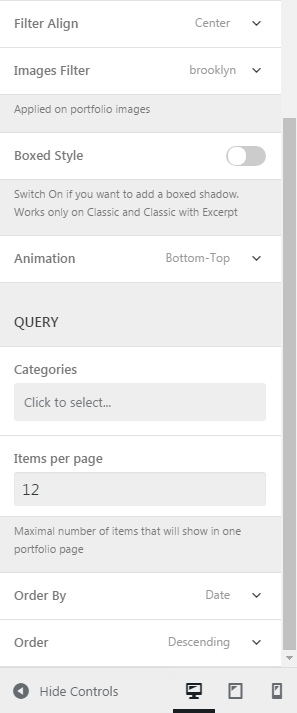 Filter Align Center
Images Filter brooklyn
Applied on portfolio images
Boxed Style
Switch On if you want to add a boxed shadow.
Works only on Classic and Classic with Excerpt
Animation Bottom-Top
QUERY
Categories
Click to select...
Items per page
12
Maximal number of items that will show in one
portfolio page
Order By Date
Order Descending
Hide Controls